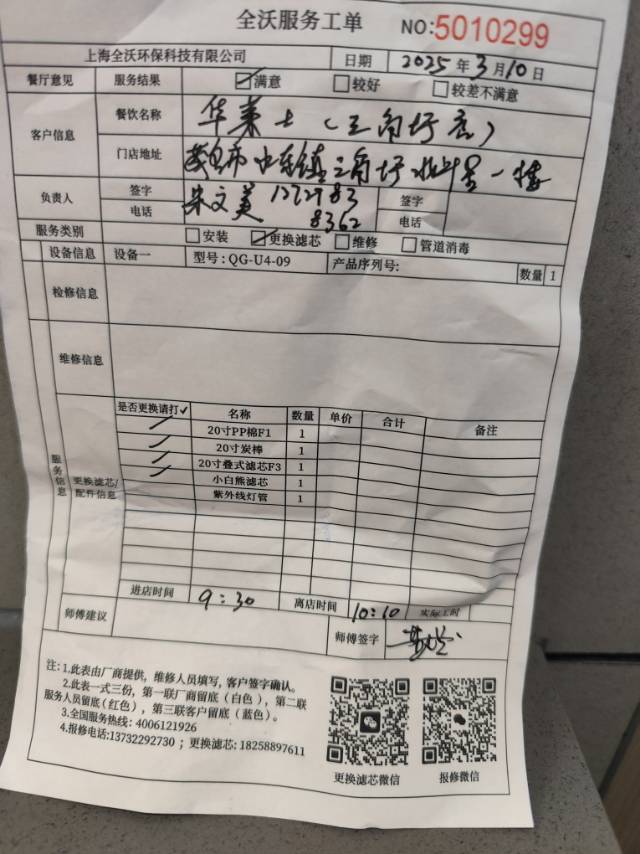 全沃服务工单 NO:5010299
上海全沃环保科技有限公司 日期 2025年3月10日
餐厅意见 服务结果 ☑满意 □较好 □较差不满意
客户信息 餐饮名称 华莱士(三角圩店)
门店地址 镇三角圩 一楼
负责人 签字 朱文美 签字
电话 8362 电话
服务类别 □安装 ☑更换滤芯 □维修 □管道消毒
设备信息 设备一 型号: QG-U4-09 产品序列号: 数量 1
检修信息
维修信息
服务信息
更换滤芯/配件信息
是否更换请打✓ 名称 数量 单价 合计 备注
✓ 20寸PP棉F1 1
✓ 20寸炭棒 1
✓ 20寸叠式滤芯F3 1
✓ 小白熊滤芯 1
紫外线灯管 1
进店时间 9:30 离店时间 10:10 实际工时
师傅建议 师傅签字
注: 1.此表由厂商提供, 维修人员填写, 客户签字确认。
2.此表一式三份, 第一联厂商留底 (白色), 第二联
服务人员留底(红色), 第三联客户留底 (蓝色)。
3.全国服务热线: 4006121926
4.报修电话:13732292730 ; 更换滤芯: 18258897611
更换滤芯微信 报修微信